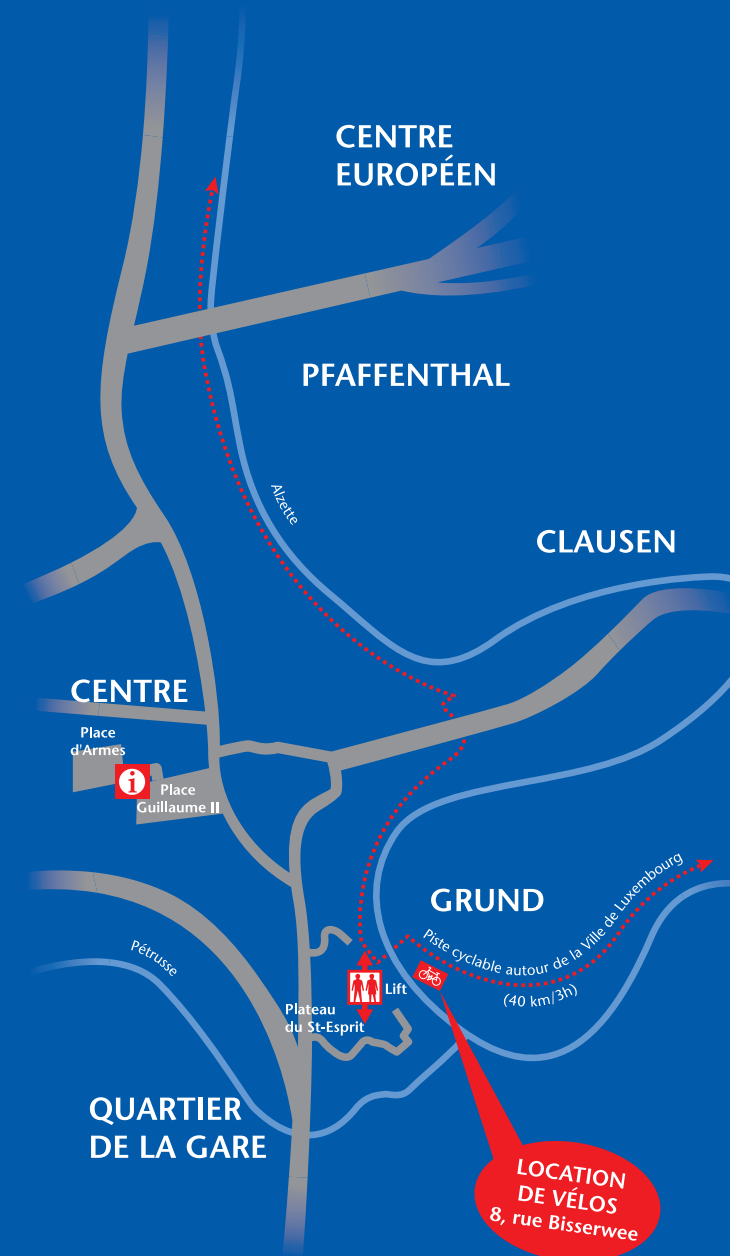 CENTRE
EUROPÉEN
PFAFFENTHAL
Alzette
CLAUSEN
CENTRE
Place
d'Armes
i
Place
Guillaume II
GRUND
Piste cyclable autour de la Ville de Luxembourg
(40 km/3h)
Pétrusse
Lift
Plateau
du St-Esprit
QUARTIER
DE LA GARE
LOCATION
DE VÉLOS
8, rue Bisserwee